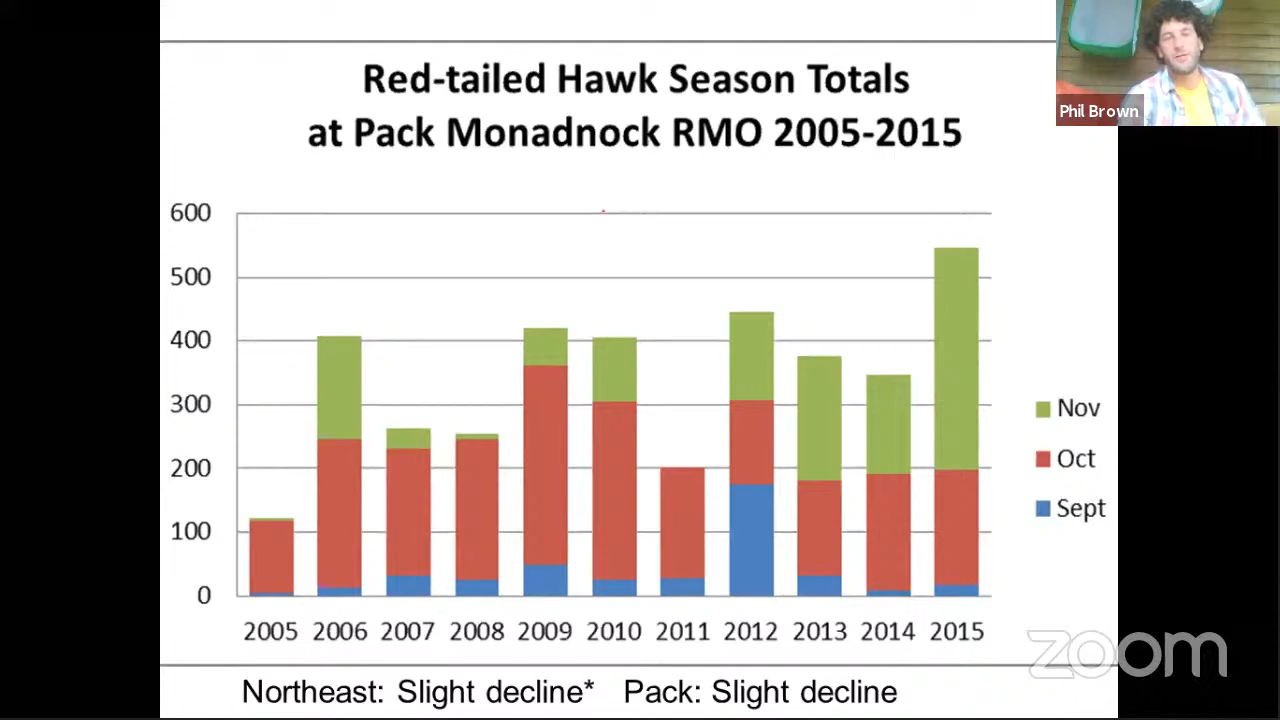 Red-tailed Hawk Season Totals
at Pack Monadnock RMO 2005-2015
Phil Brown
600
500
400
300
200
100
0
Nov
Oct
Sept
2005 2006 2007 2008 2009 2010 2011 2012 2013 2014 2015
zoom
Northeast: Slight decline* Pack: Slight decline